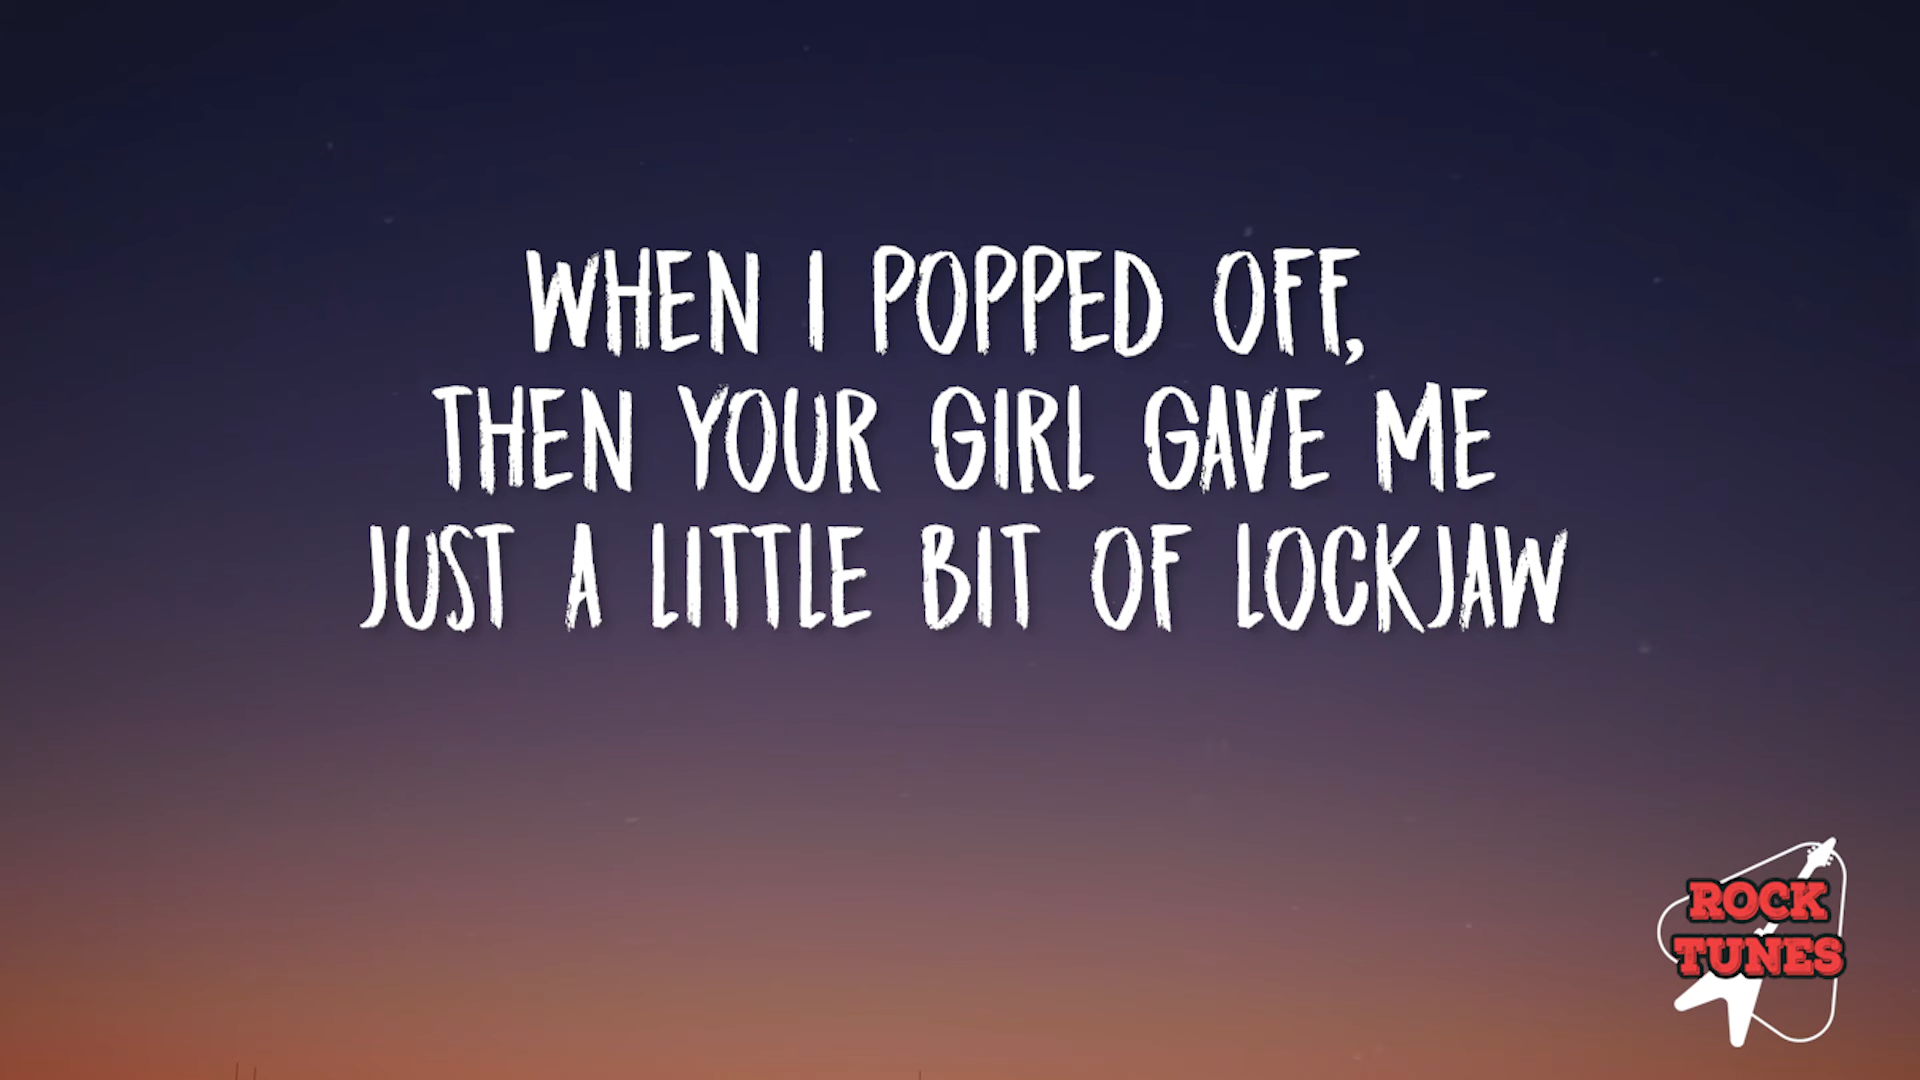 WHEN I POPPED OFF,
THEN YOUR GIRL GAVE ME
JUST A LITTLE BIT OF LOCKJAW
ROCK
TUNES